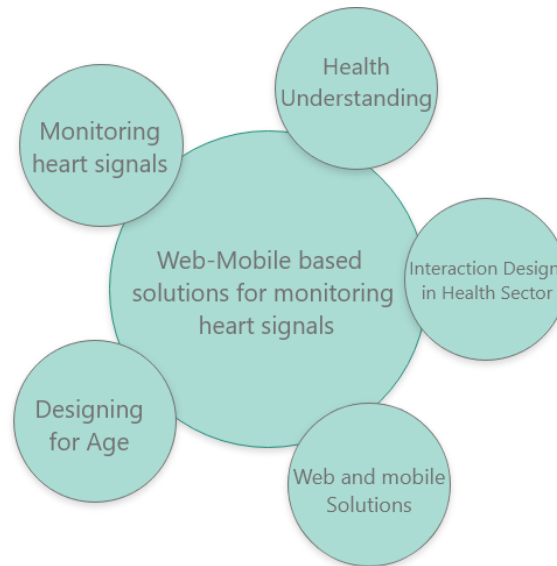 Health
Understanding
Monitoring
heart signals
Web-Mobile based
solutions for monitoring
heart signals
Interaction Design
in Health Sector
Designing
for Age
Web and mobile
Solutions